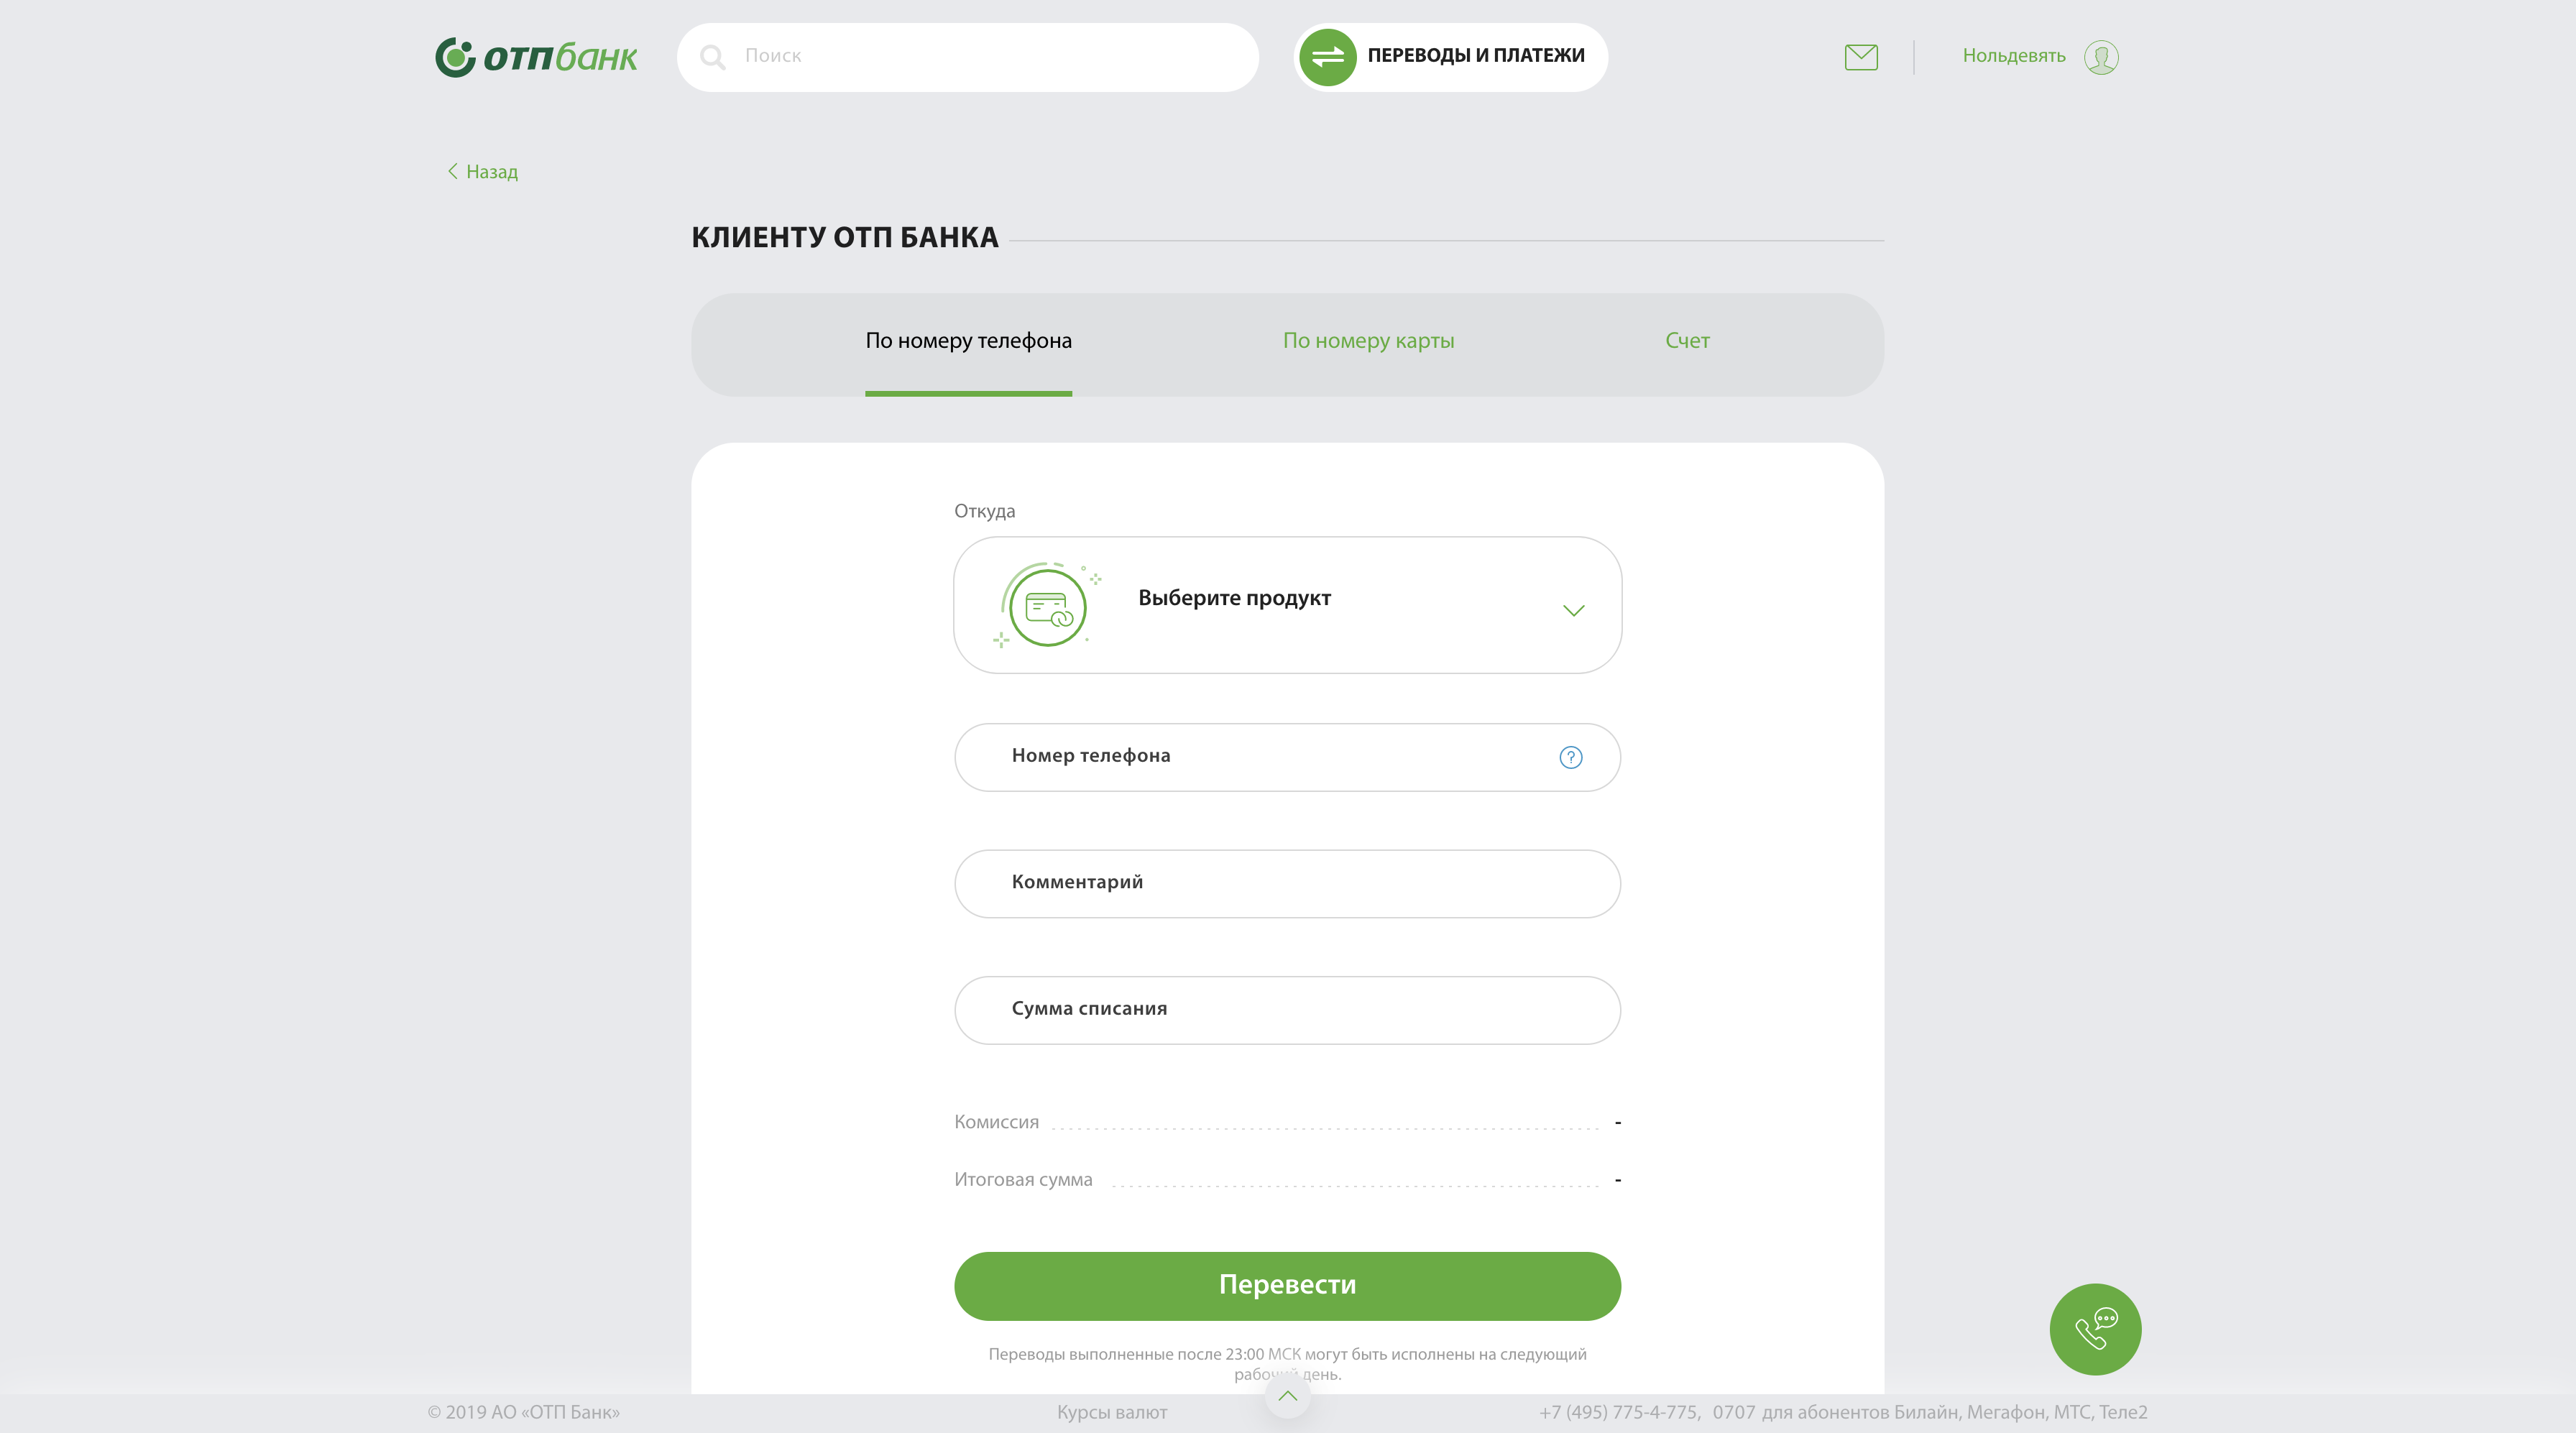 отпбанк
Поиск
ПЕРЕВОДЫ И ПЛАТЕЖИ
Нольдевять
Назад
КЛИЕНТУ ОТП БАНКА
По номеру телефона
По номеру карты
Счет
Откуда
Выберите продукт
Номер телефона
?
Комментарий
Сумма списания
Комиссия -
Итоговая сумма -
Перевести
Переводы выполненные после 23:00 МСК могут быть исполнены на следующий
рабочий день.
© 2019 АО «ОТП Банк»
Курсы валют
+7 (495) 775-4-775, 0707 для абонентов Билайн, Мегафон, МТС, Теле2